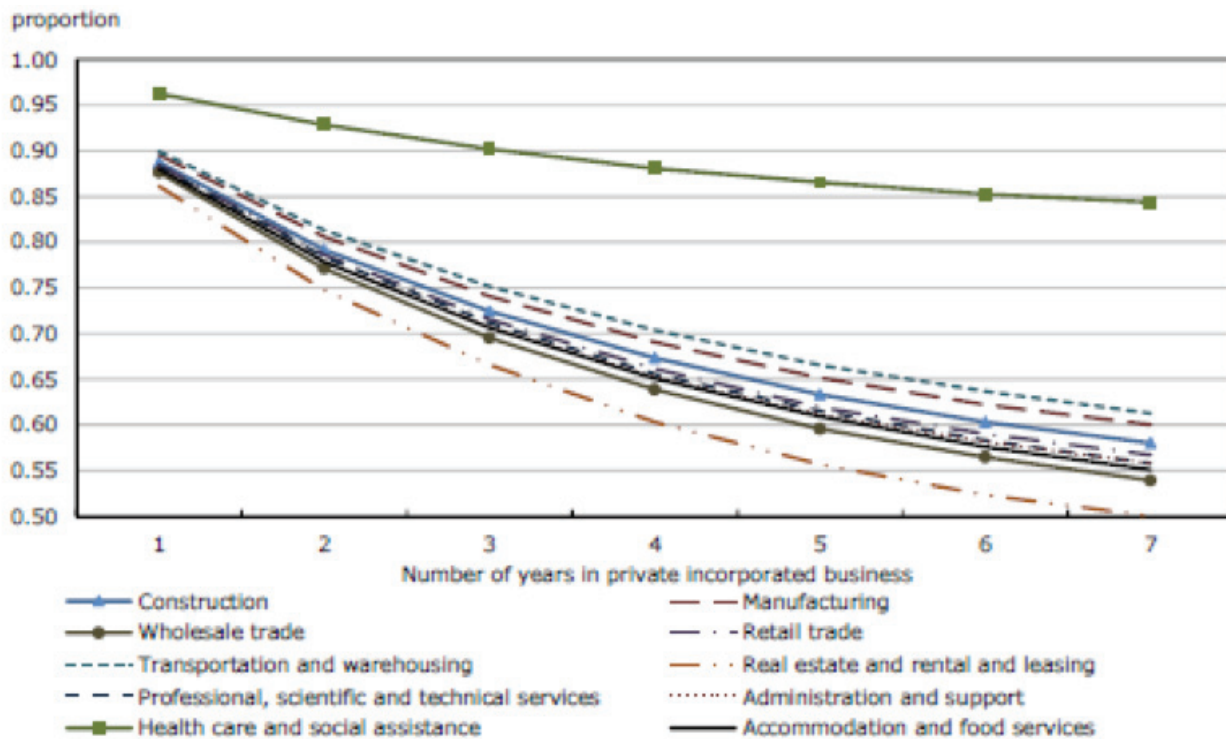 proportion
1.00
0.95
0.90
0.85
0.80
0.75
0.70
0.65
0.60
0.55
0.50
1 2 3 4 5 6 7
Number of years in private incorporated business
Construction Manufacturing
Wholesale trade Retail trade
Transportation and warehousing Real estate and rental and leasing
Professional, scientific and technical services Administration and support
Health care and social assistance Accommodation and food services